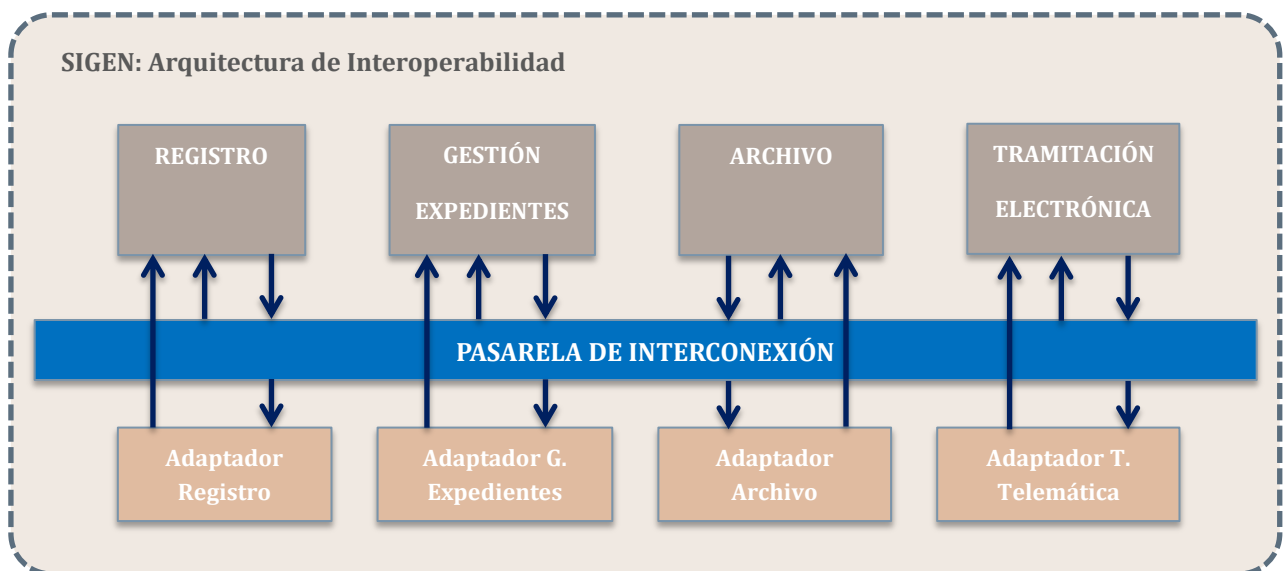 SIGEN: Arquitectura de Interoperabilidad
REGISTRO
GESTIÓN
EXPEDIENTES
ARCHIVO
TRAMITACIÓN
ELECTRÓNICA
PASARELA DE INTERCONEXIÓN
Adaptador
Registro
Adaptador G.
Expedientes
Adaptador
Archivo
Adaptador T.
Telemática